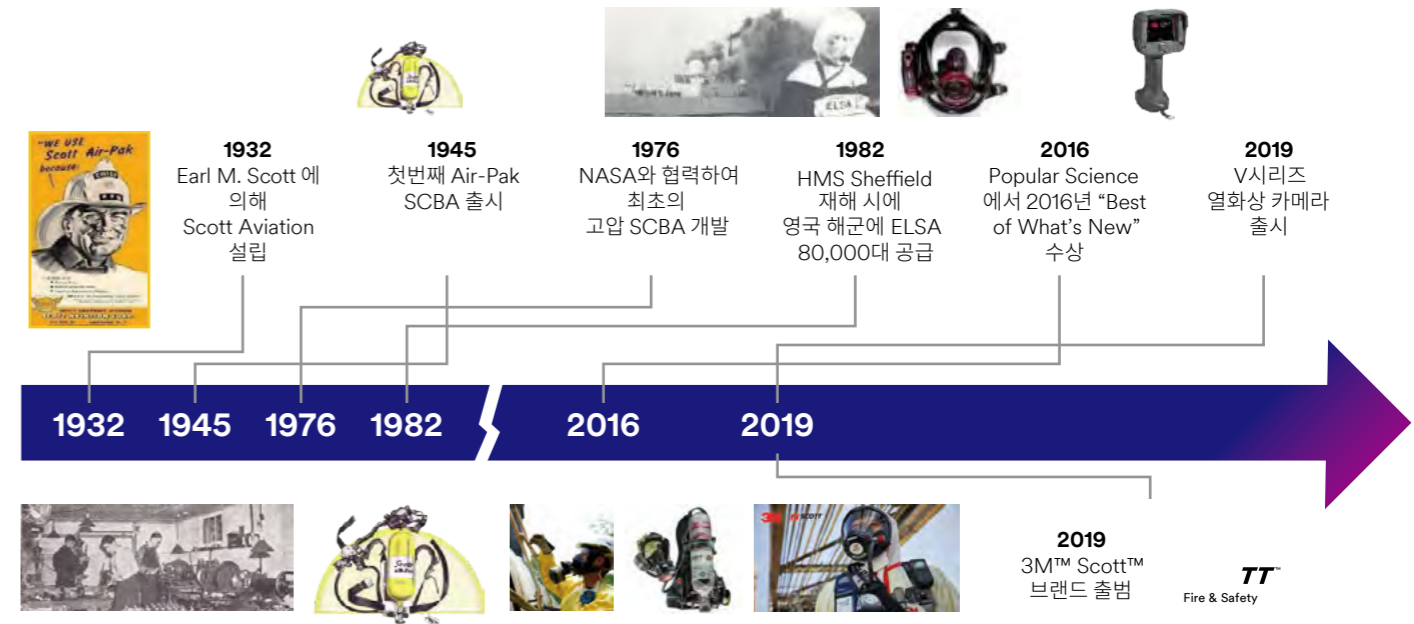 "WE USE
Scott Air-Pak
because:
1932
Earl M. Scott 에
의해
Scott Aviation
설립
1945
첫번째 Air-Pak
SCBA 출시
1976
NASA와 협력하여
최초의
고압 SCBA 개발
ELSA
1982
HMS Sheffield
재해 시에
영국 해군에 ELSA
80,000대 공급
2016
Popular Science
에서 2016년 “Best
of What’s New”
수상
2019
V시리즈
열화상 카메라
출시
1932 1945 1976 1982 2016 2019
Scott
3M SCOTT
2019
3M™ Scott™
브랜드 출범
TT™
Fire & Safety